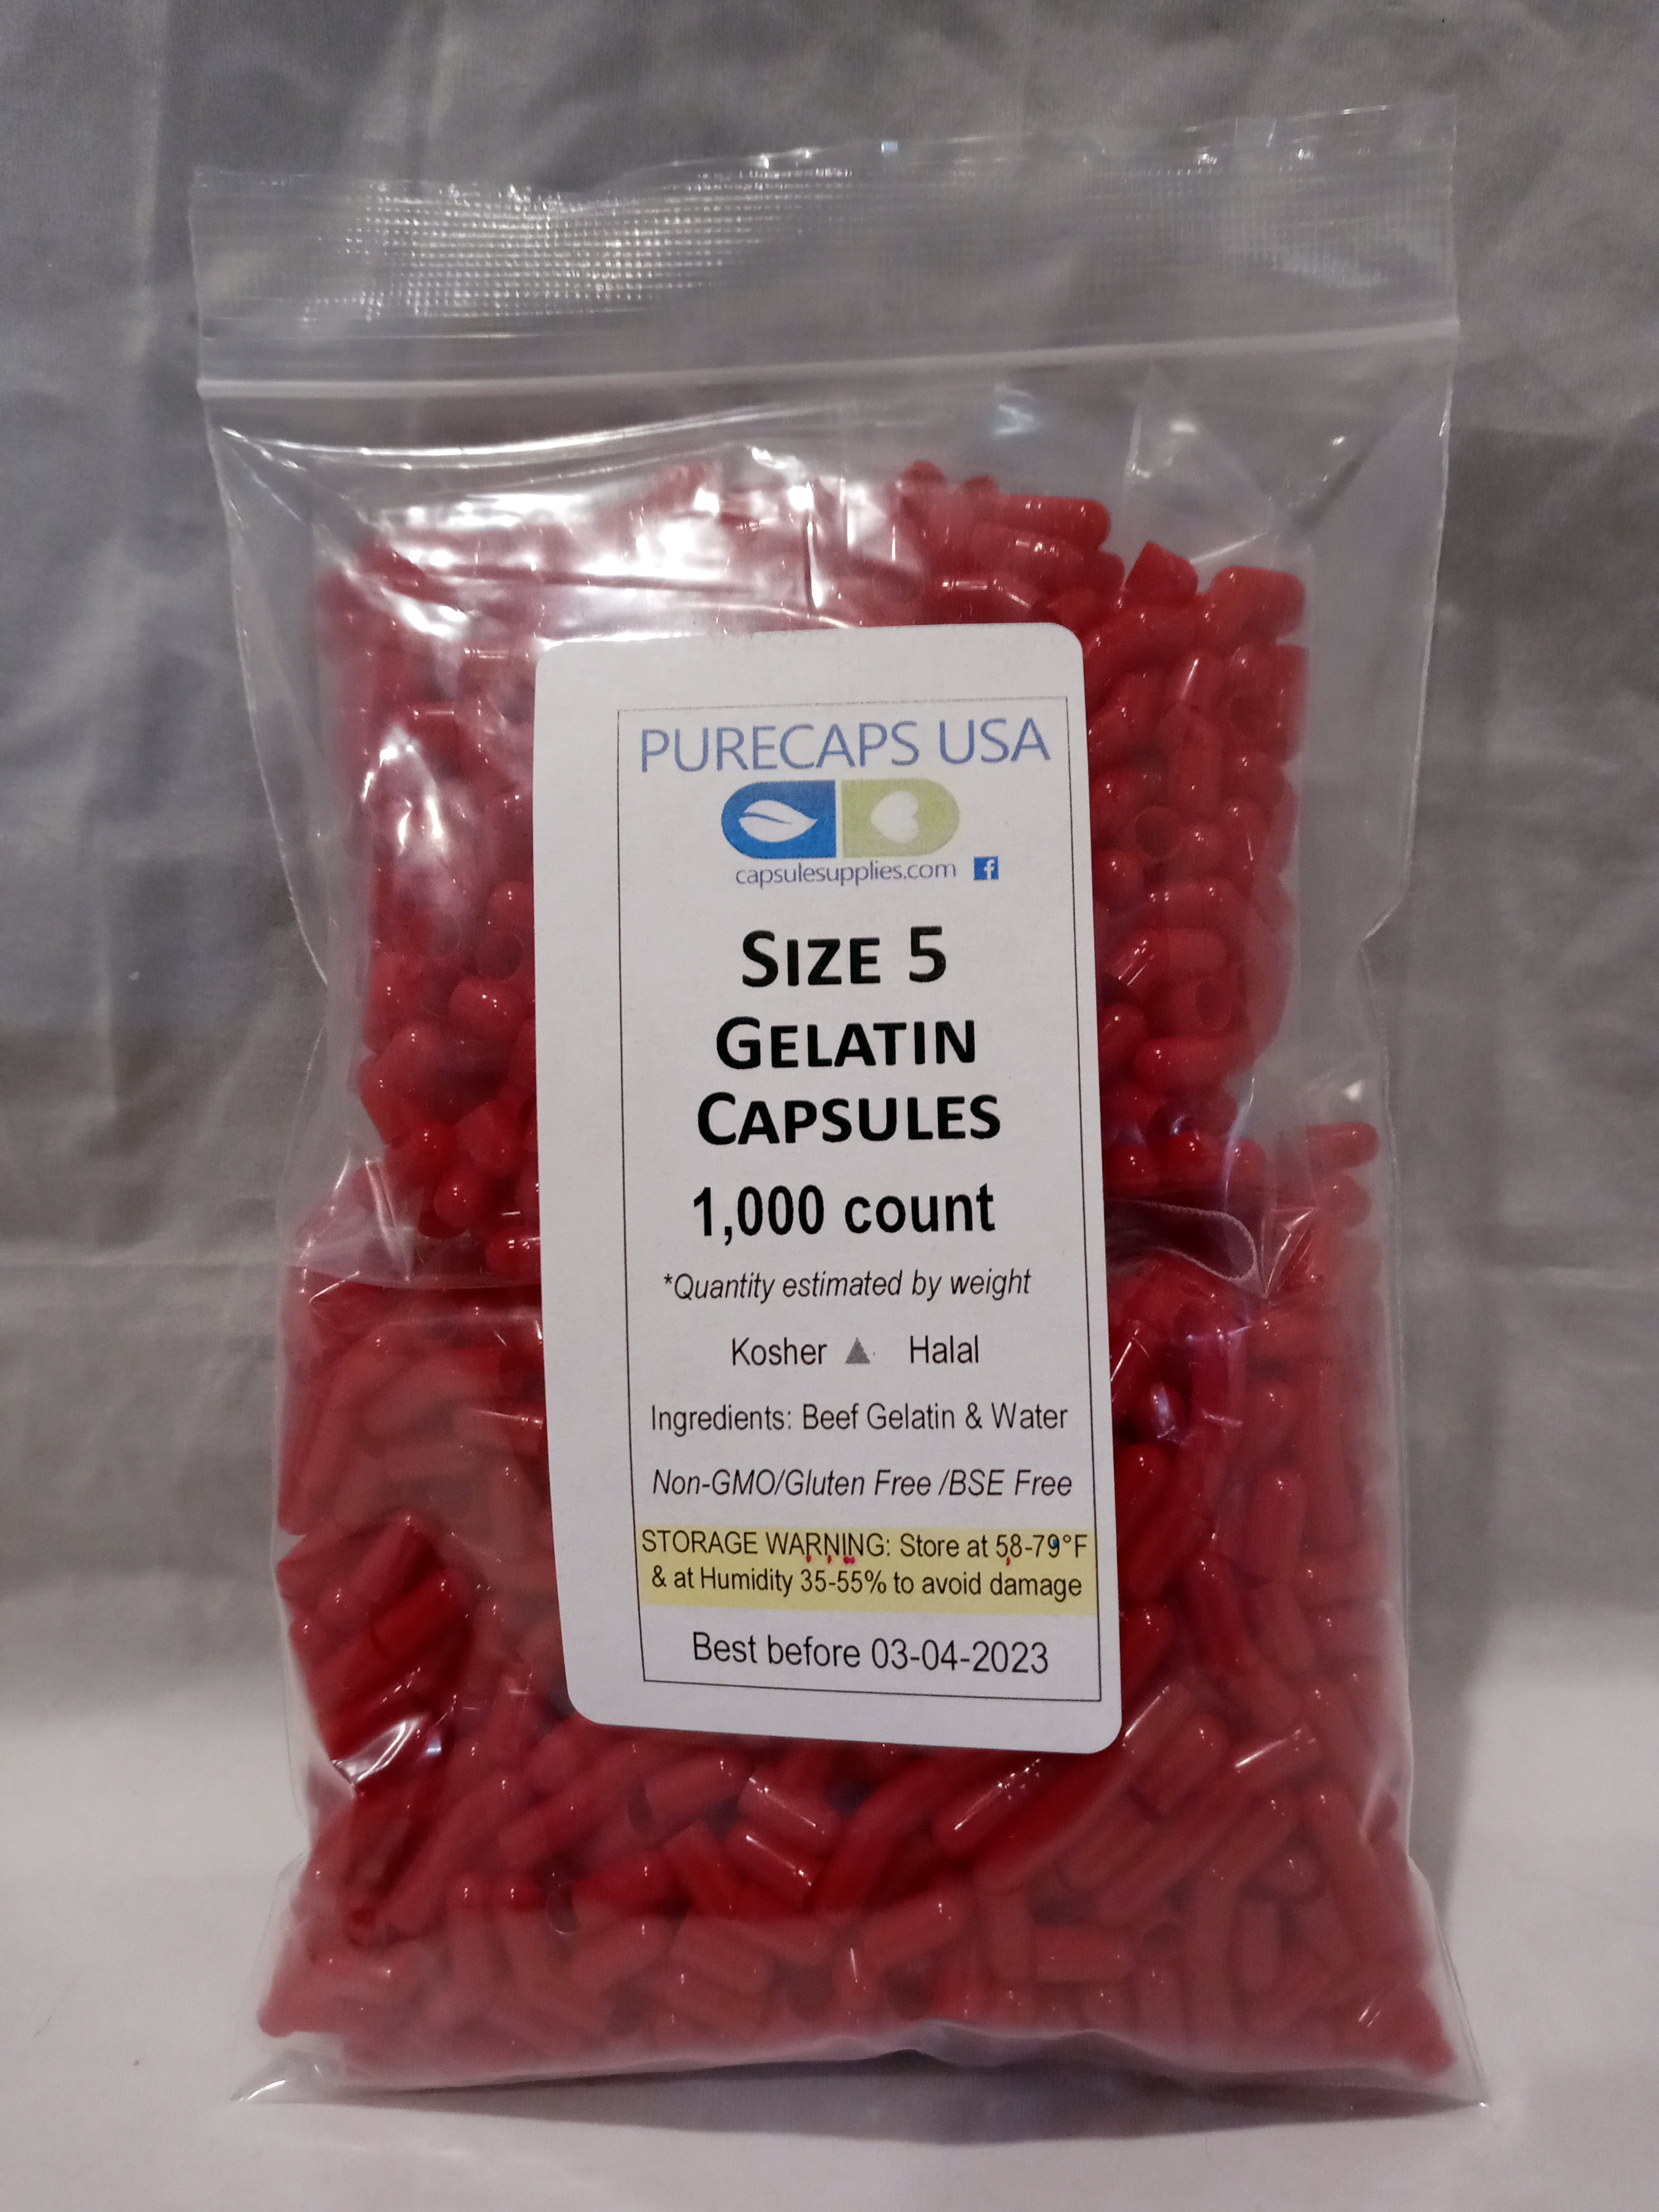 PURECAPS USA
capsulesupplies.com f
SIZE 5
GELATIN
CAPSULES
1,000 count
*Quantity estimated by weight
Kosher Halal
Ingredients: Beef Gelatin & Water
Non-GMO/Gluten Free /BSE Free
STORAGE WARNING: Store at 58-79°F
& at Humidity 35-55% to avoid damage
Best before 03-04-2023